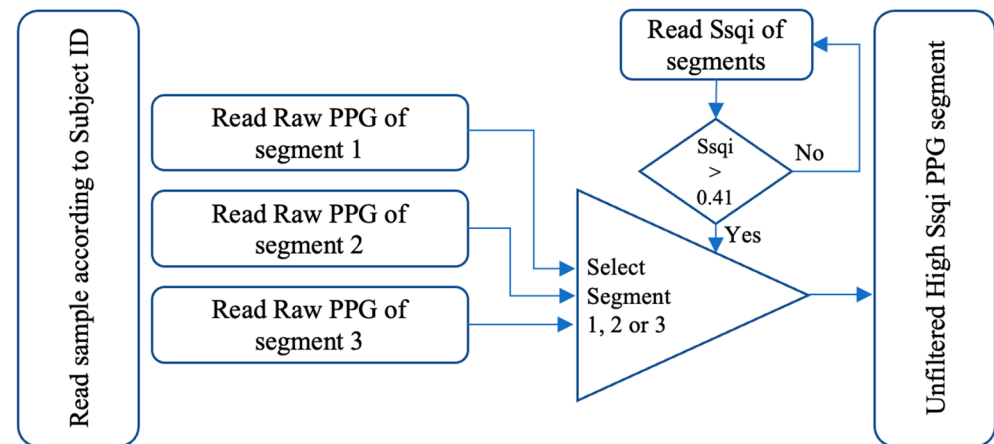 Read sample according to Subject ID
Read Raw PPG of
segment 1
Read Raw PPG of
segment 2
Read Raw PPG of
segment 3
Read Ssqi of
segments
Ssqi
>
0.41
No
Yes
Select
Segment
1, 2 or 3
Unfiltered High Ssqi PPG segment